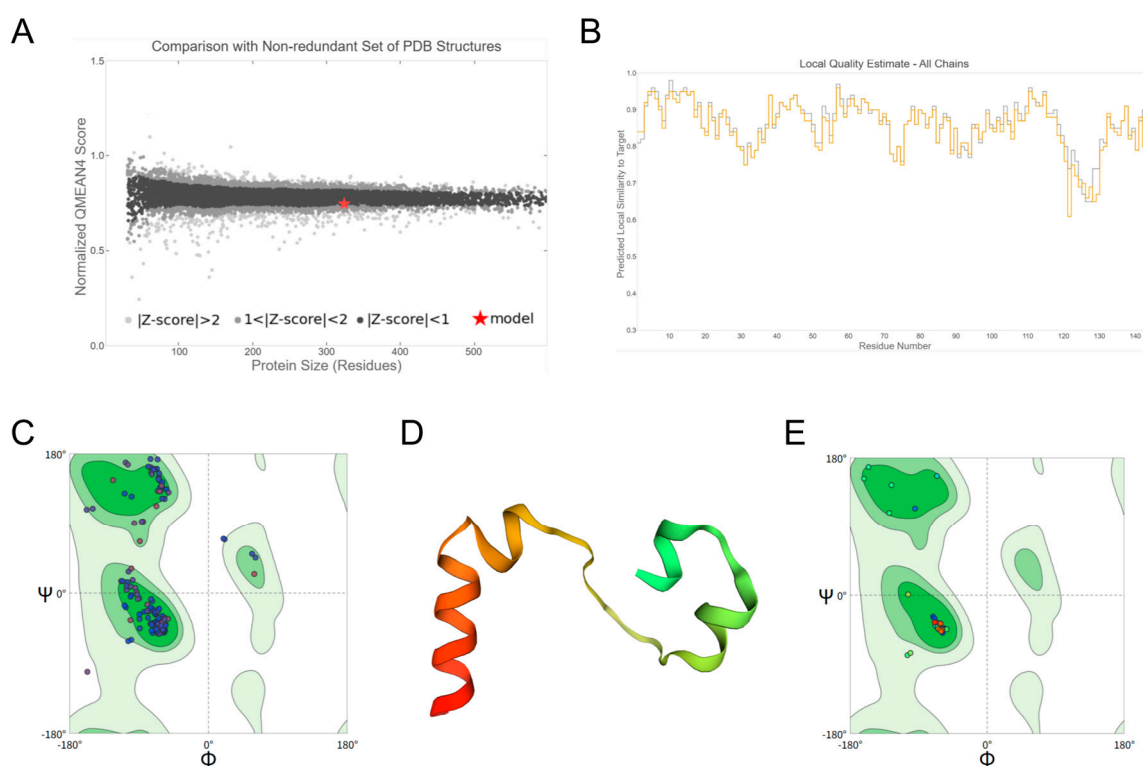 A
Comparison with Non-redundant Set of PDB Structures
1.5
1.0
0.5
0.0
Normalized QMEAN4 Score
|Z-score|>2 1<|Z-score|<2 |Z-score|<1 model
100 200 300 400 500
Protein Size (Residues)
B
Local Quality Estimate - All Chains
1.0
0.9
0.8
0.7
0.6
0.5
0.4
0.3
Predicted Local Similarity to Target
10 20 30 40 50 60 70 80 90 100 110 120 130 140
Residue Number
C
180°
Ψ 0°
-180°
-180° 0° 180°
Φ
D
E
180°
Ψ 0°
-180°
-180° 0° 180°
Φ